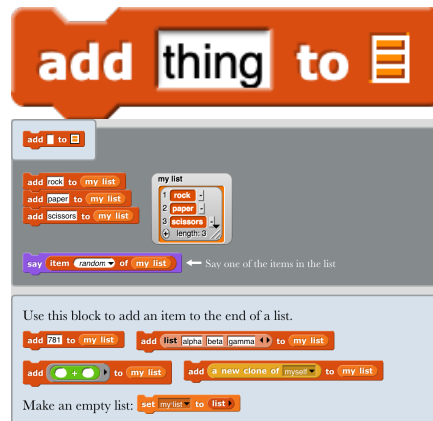 add thing to
add to
add rock to my list
add paper to my list
add scissors to my list
my list
1 rock -
2 paper -
3 scissors -
+ length: 3
say item random of my list
Say one of the items in the list
Use this block to add an item to the end of a list.
add 781 to my list add list alpha beta gamma to my list
add + to my list add a new clone of myself to my list
Make an empty list: set my list to list